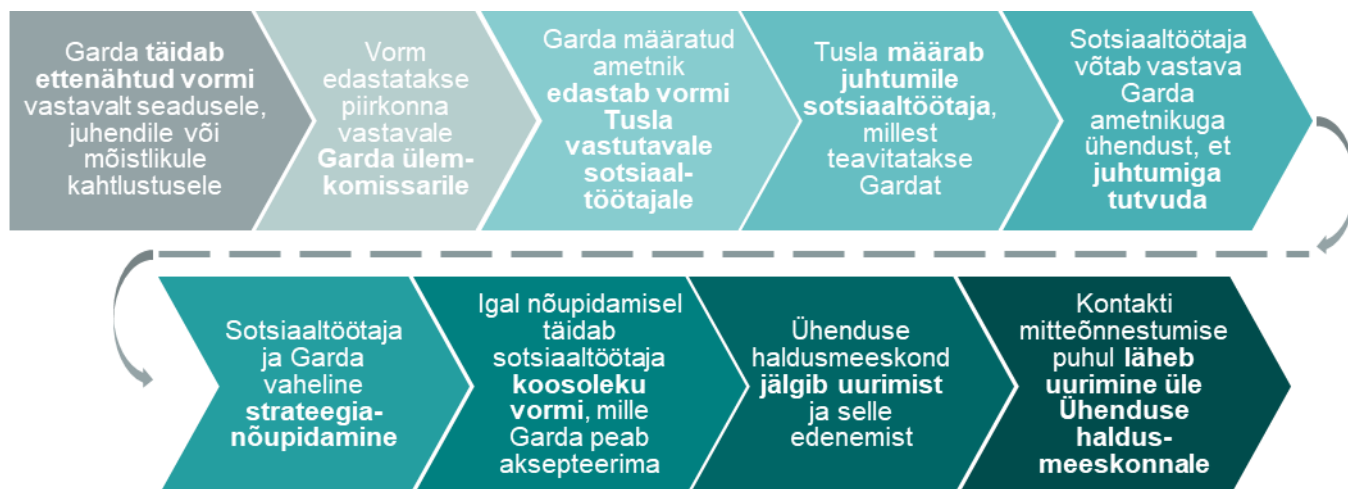 Garda täidab
ettenähtud vormi
vastavalt seadusele,
juhendile või
mõistlikule
kahtlustusele
Vorm
edastatakse
piirkonna
vastavale
Garda ülem-
komissarile
Garda määratud
ametnik
edastab vormi
Tusla
vastutavale
sotsiaal-
töötajale
Tusla määrab
juhtumile
sotsiaaltöötaja,
millest
teavitatakse
Gardat
Sotsiaaltöötaja
võtab vastava
Garda
ametnikuga
ühendust, et
juhtumiga
tutvuda
Sotsiaaltöötaja
ja Garda
vaheline
strateegia-
nõupidamine
Igal nõupidamisel
täidab
sotsiaaltöötaja
koosoleku
vormi, mille
Garda peab
aksepteerima
Ühenduse
haldusmeeskond
jälgib uurimist
ja selle
edenemist
Kontakti
mitteõnnestumise
puhul läheb
uurimine üle
Ühenduse
haldus-
meeskonnale